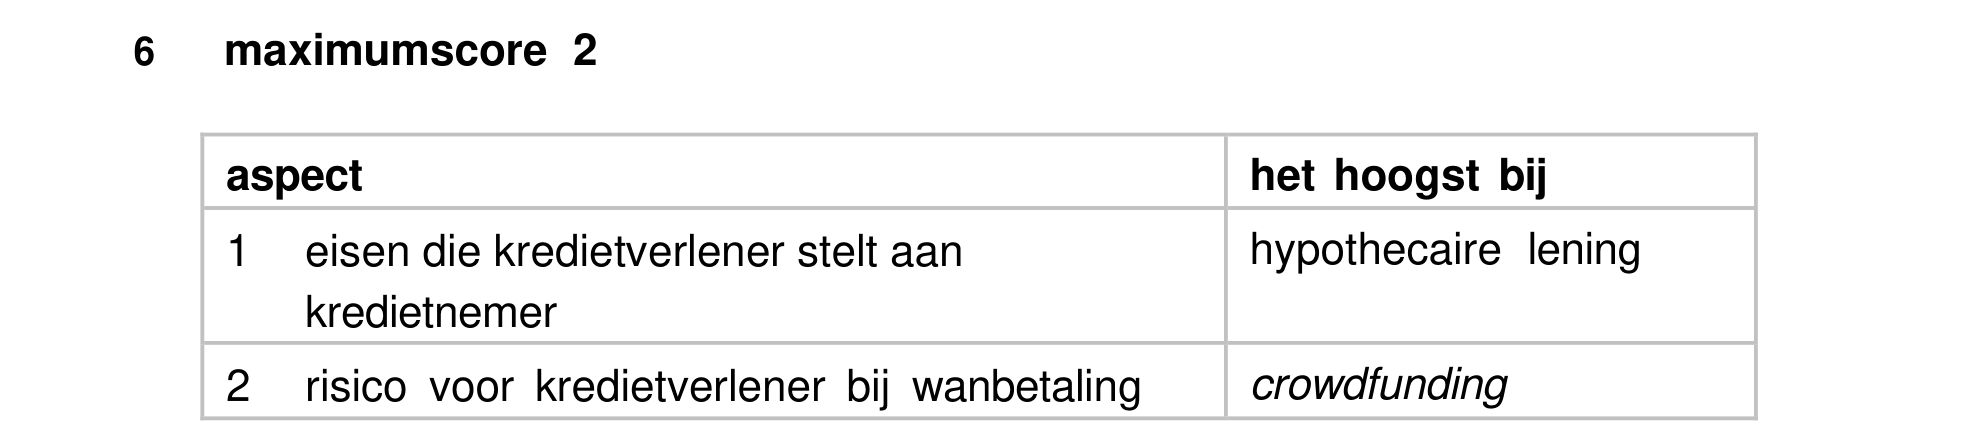 6 maximumscore 2
aspect het hoogst bij
1 eisen die kredietverlener stelt aan hypothecaire lening
kredietnemer
2 risico voor kredietverlener bij wanbetaling crowdfunding